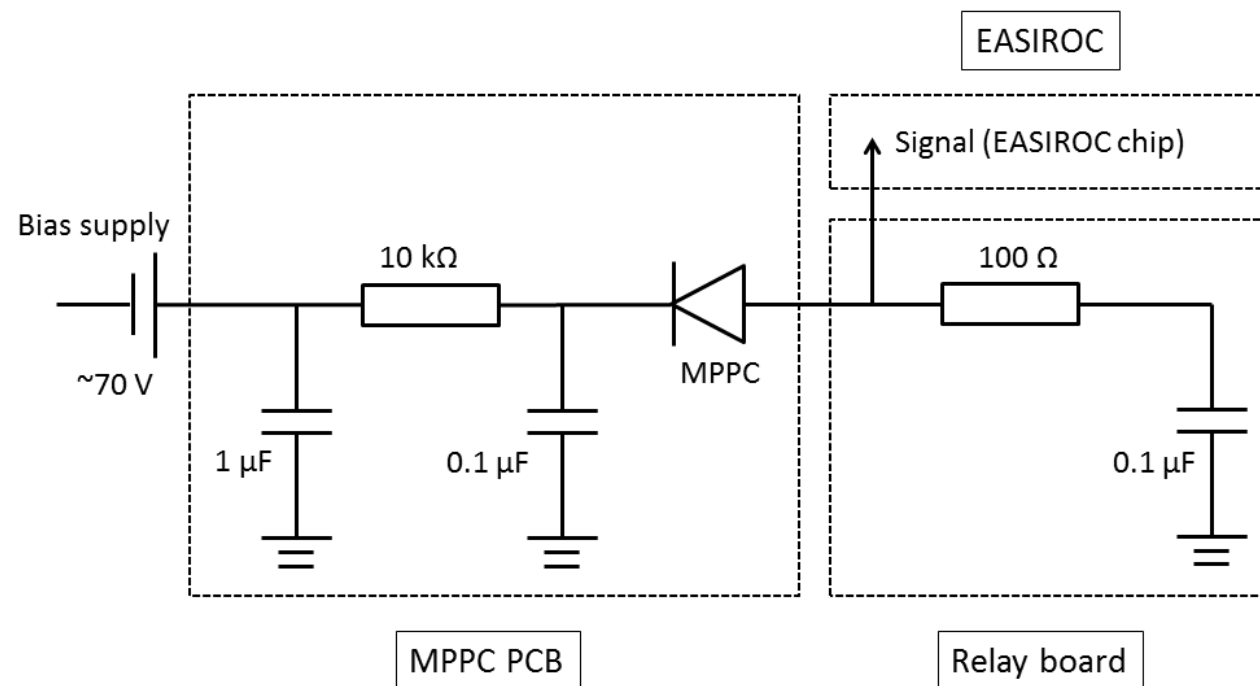 EASIROC
Signal (EASIROC chip)
Bias supply
10 kΩ
100 Ω
~70 V
MPPC
1 µF
0.1 µF
0.1 µF
MPPC PCB
Relay board